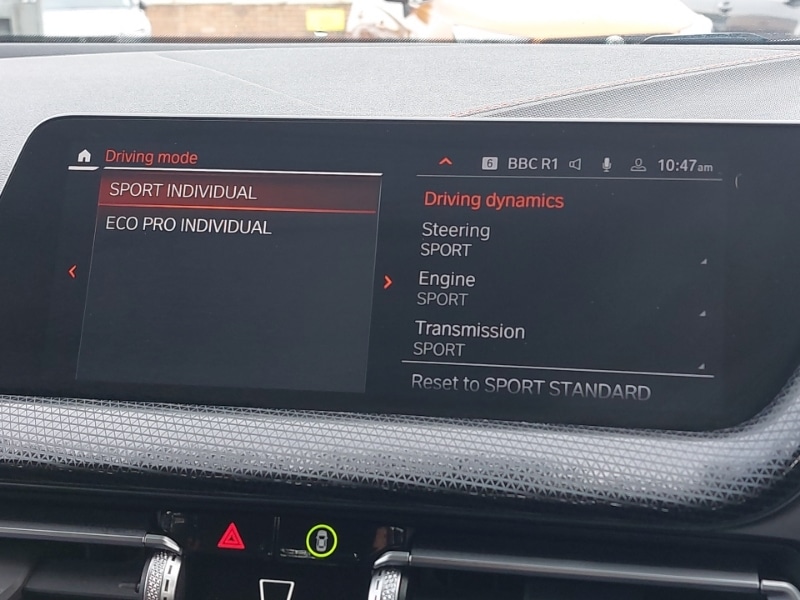 Driving mode
6 BBC R1 10:47am
SPORT INDIVIDUAL
ECO PRO INDIVIDUAL
Driving dynamics
Steering
SPORT
Engine
SPORT
Transmission
SPORT
Reset to SPORT STANDARD